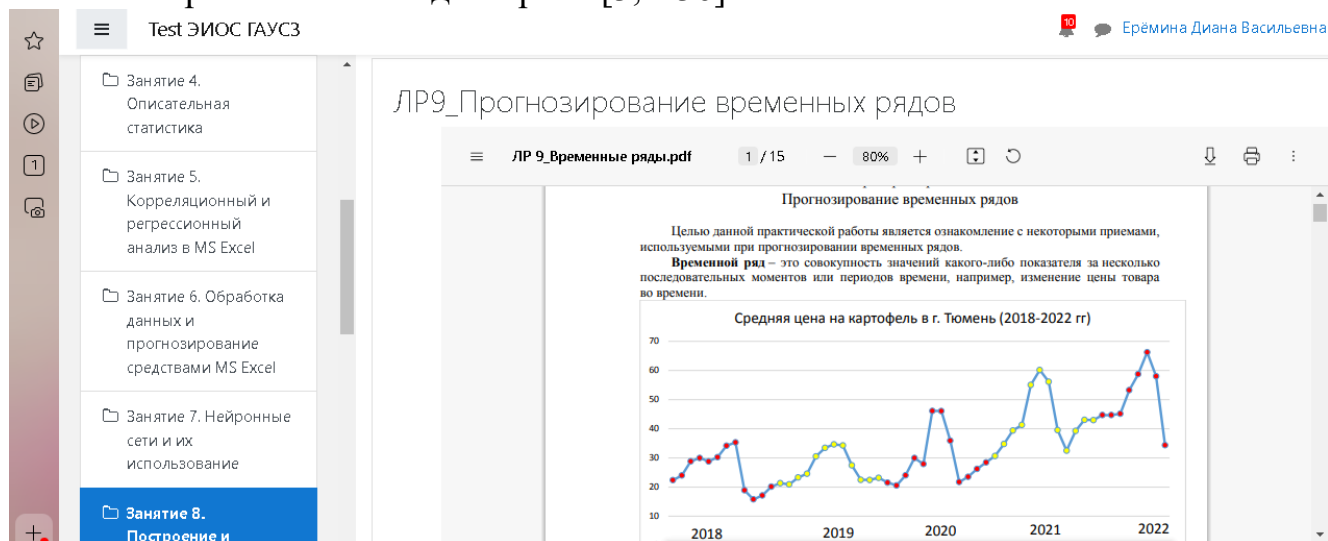 Test ЭИОС ГАУСЗ
10
Ерёмина Диана Васильевна
1
Занятие 4.
Описательная
статистика
Занятие 5.
Корреляционный и
регрессионный
анализ в MS Excel
Занятие 6. Обработка
данных и
прогнозирование
средствами MS Excel
Занятие 7. Нейронные
сети и их
использование
Занятие 8.
Построение и
ЛР9_Прогнозирование временных рядов
ЛР 9_Временные ряды.pdf 1 / 15 — 80% +
Прогнозирование временных рядов
Целью данной практической работы является ознакомление с некоторыми приемами,
используемыми при прогнозировании временных рядов.
Временной ряд – это совокупность значений какого-либо показателя за несколько
последовательных моментов или периодов времени, например, изменение цены товара
во времени.
Средняя цена на картофель в г. Тюмень (2018-2022 гг)
70
60
50
40
30
20
10
2018 2019 2020 2021 2022